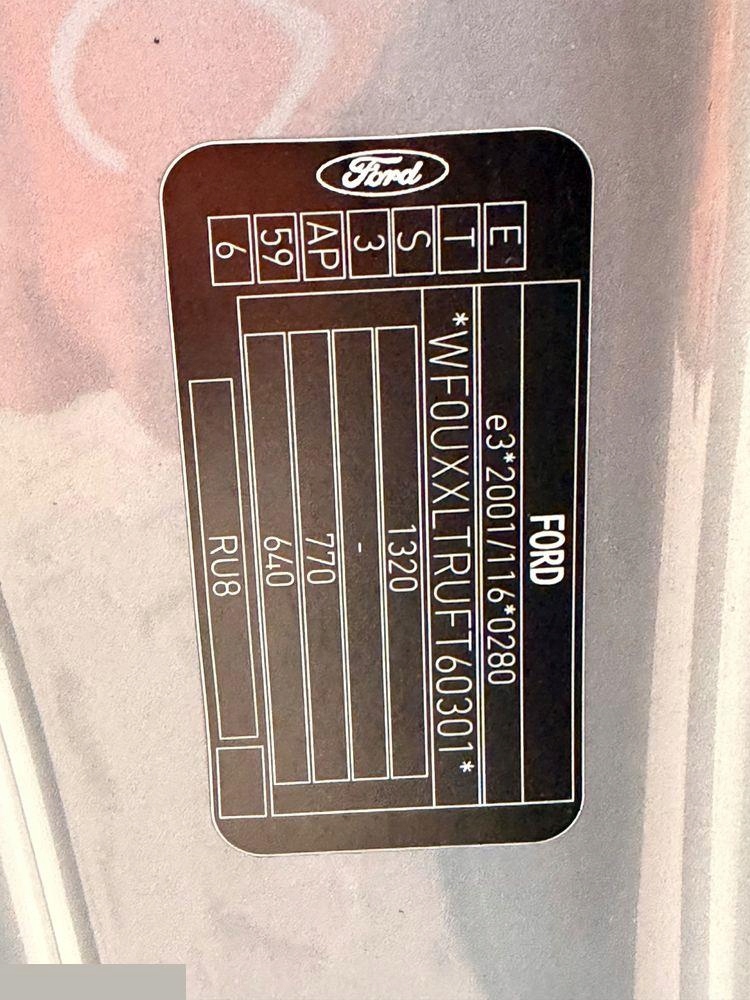 Ford
FORD
e3*2001/116*0280
*WF0UXXLTRUFT60301*
1320
-
770
640
RU8
E
T
S
3
AP
59
6